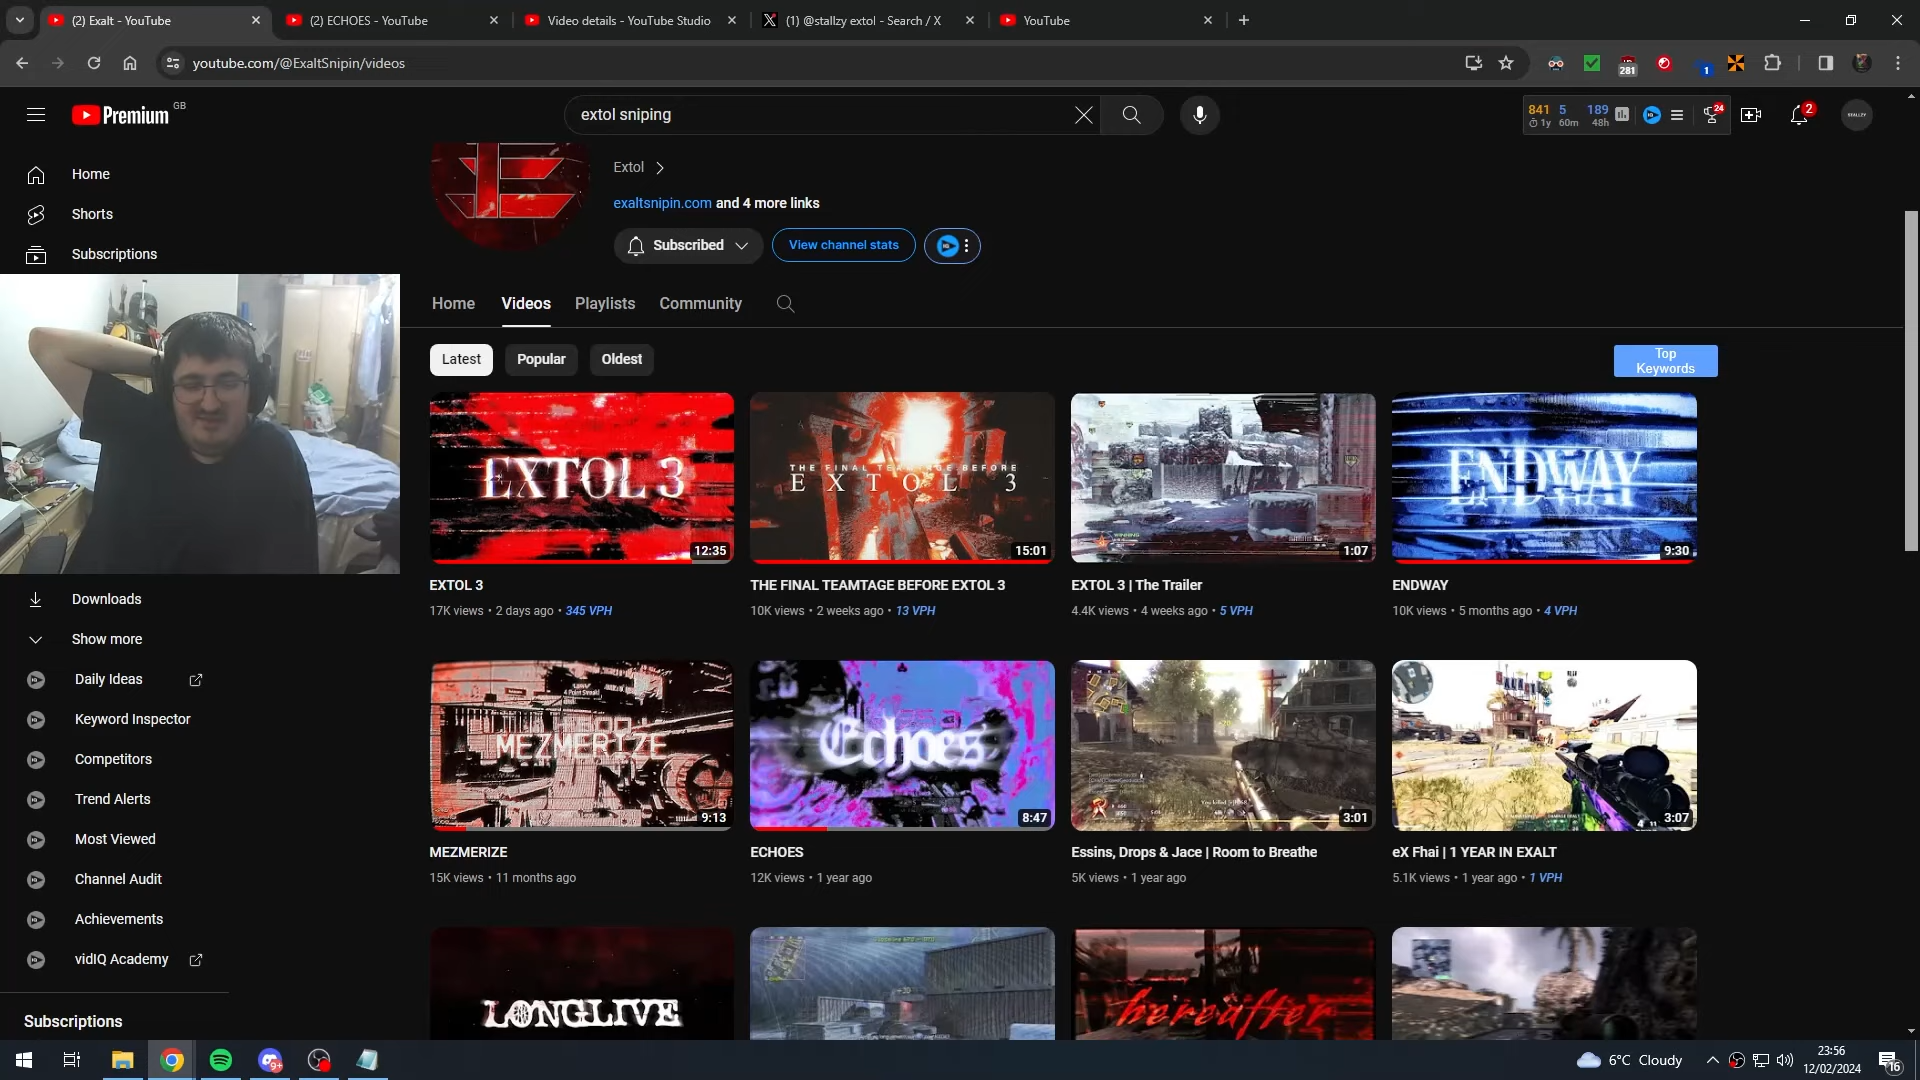 (2) Exalt - YouTube
(2) ECHOES - YouTube
Video details - YouTube Studio
(1) @stallzy extol - Search / X
YouTube
youtube.com/@ExaltSnipin/videos
281
1
Premium
GB
extol sniping
841 5 189
1y 60m 48h
24
2
Home
Shorts
Subscriptions
Extol
exaltsnipin.com and 4 more links
Subscribed
View channel stats
Home Videos Playlists Community
Latest
Popular
Oldest
Top
Keywords
EXTOL 3
12:35
THE FINAL TEAMTAGE BEFORE
EXTOL 3
15:01
1:07
ENDWAY
9:30
EXTOL 3
17K views • 2 days ago • 345 VPH
THE FINAL TEAMTAGE BEFORE EXTOL 3
10K views • 2 weeks ago • 13 VPH
EXTOL 3 | The Trailer
4.4K views • 4 weeks ago • 5 VPH
ENDWAY
10K views • 5 months ago • 4 VPH
Downloads
Show more
Daily Ideas
Keyword Inspector
Competitors
Trend Alerts
Most Viewed
Channel Audit
Achievements
vidIQ Academy
Subscriptions
MEZMERIZE
9:13
Echoes
8:47
3:01
3:07
MEZMERIZE
15K views • 11 months ago
ECHOES
12K views • 1 year ago
Essins, Drops & Jace | Room to Breathe
5K views • 1 year ago
eX Fhai | 1 YEAR IN EXALT
5.1K views • 1 year ago • 1 VPH
LONGLIVE
hereafter
9+
6°C Cloudy
23:56
12/02/2024
16